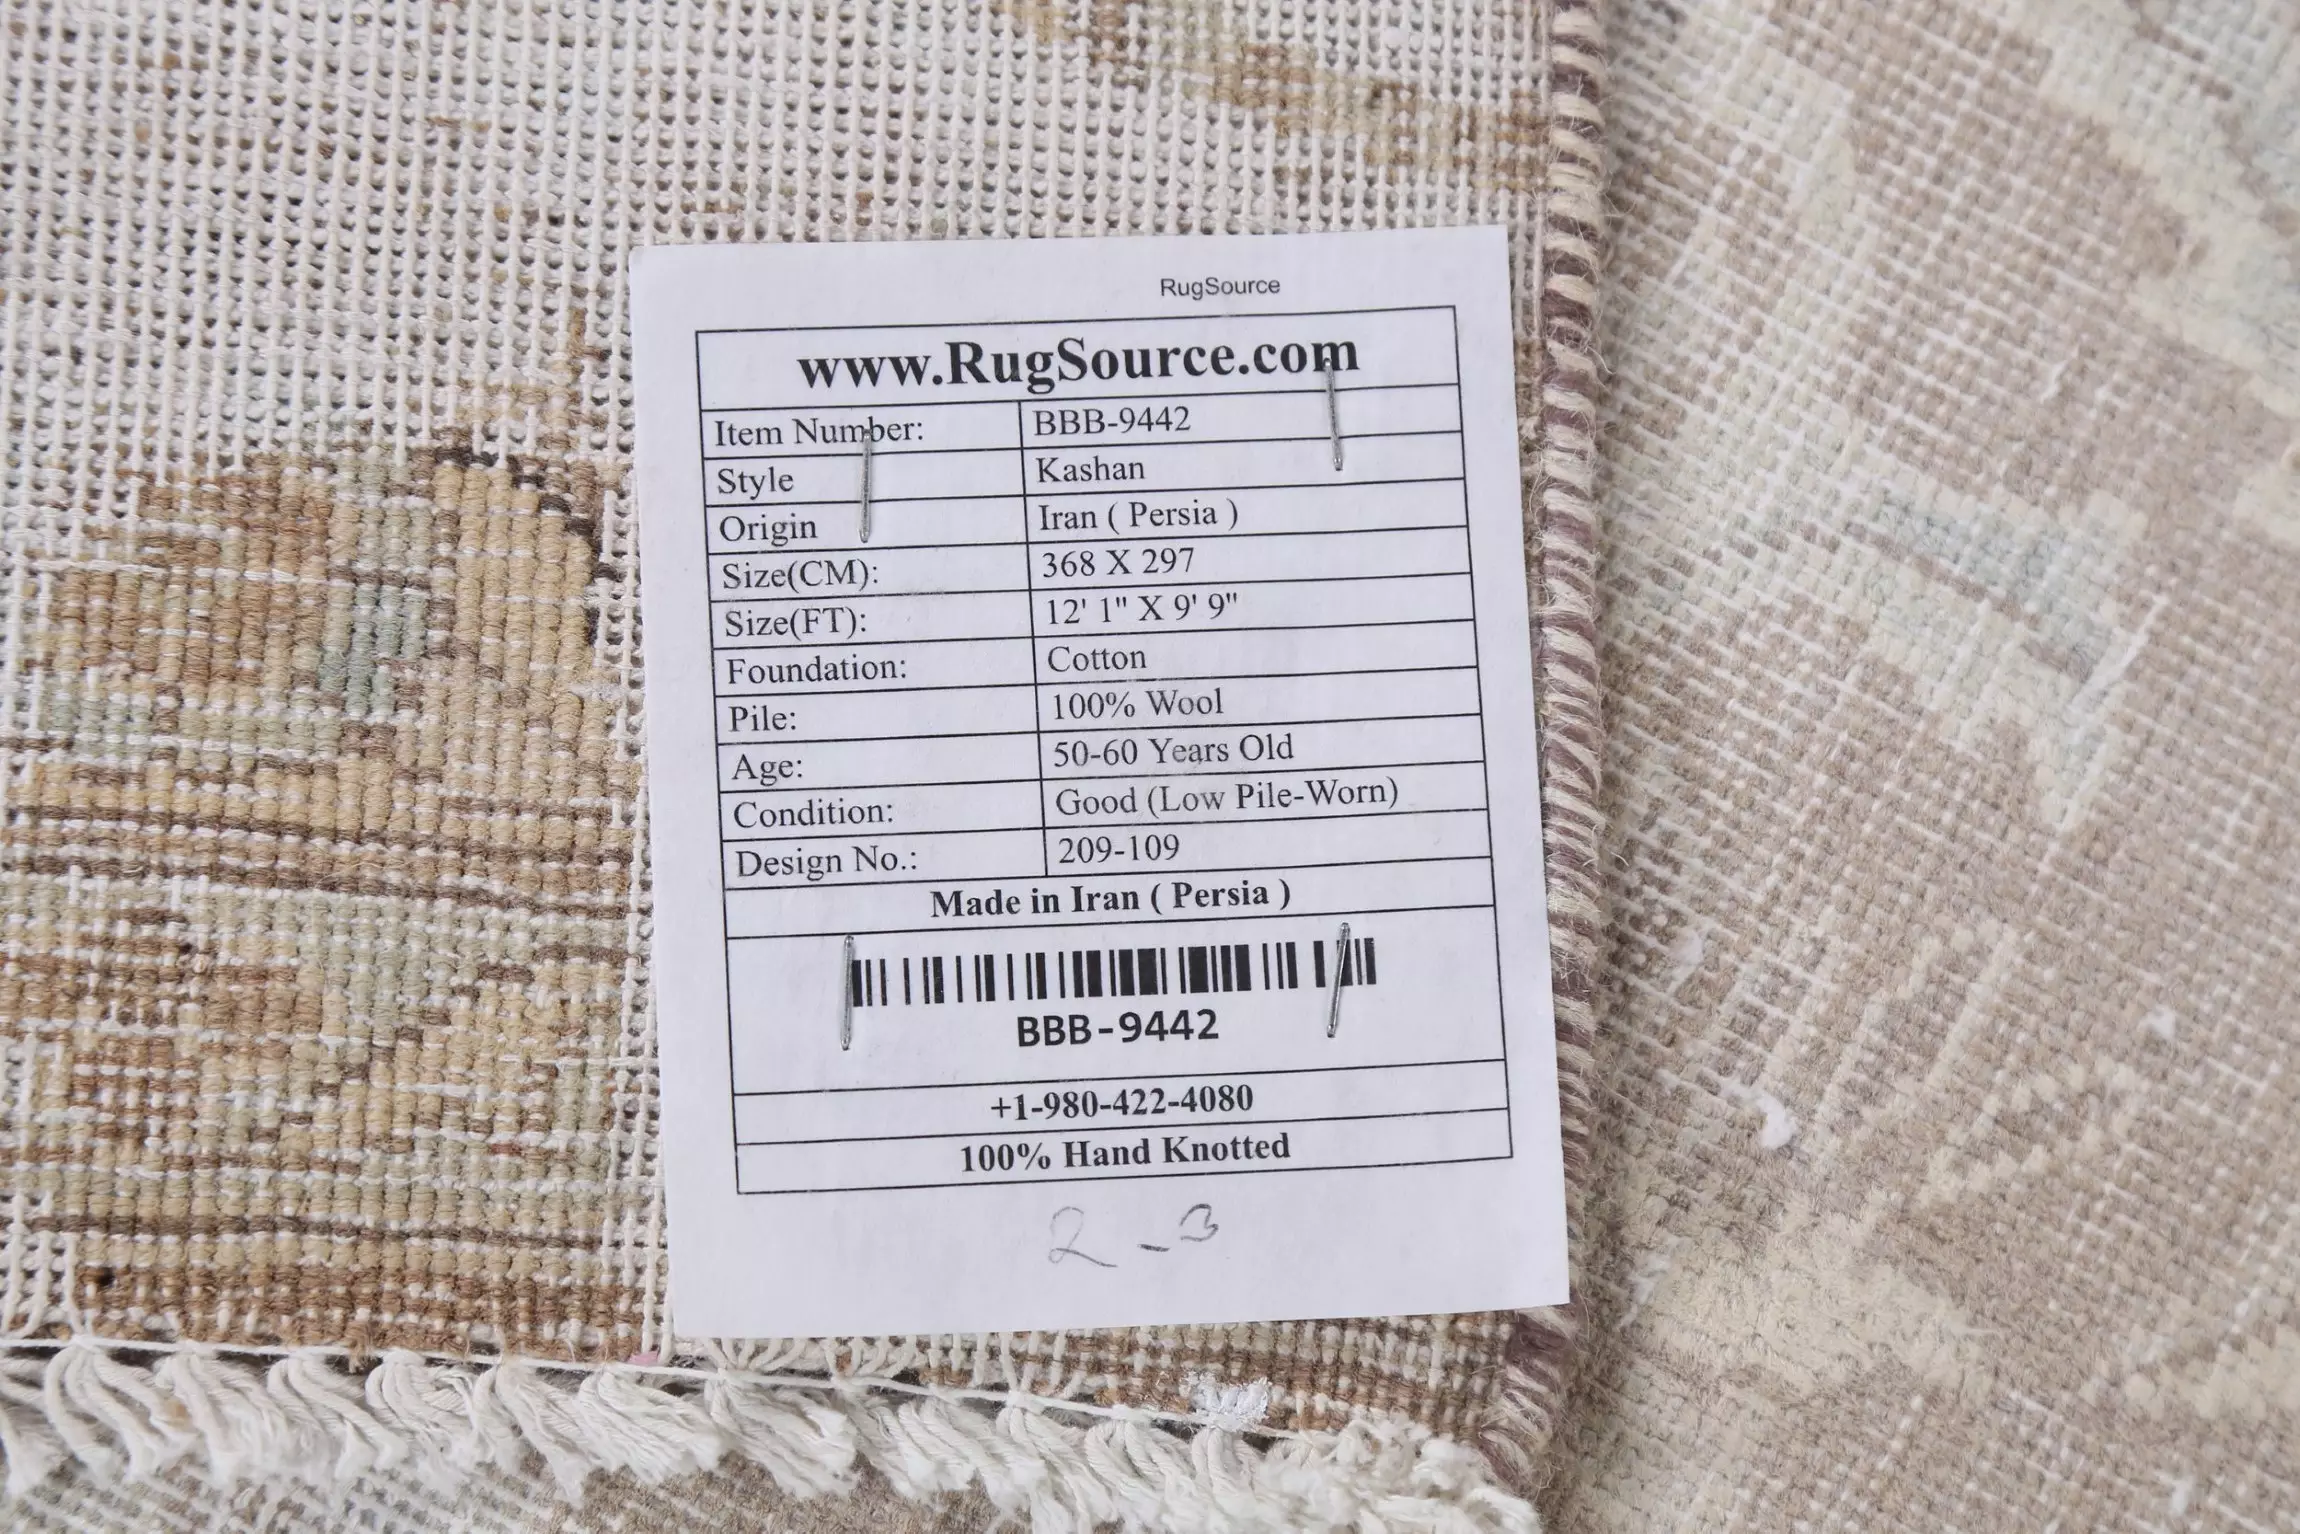 RugSource
www.RugSource.com
Item Number: BBB-9442
Style Kashan
Origin Iran ( Persia )
Size(CM): 368 X 297
Size(FT): 12' 1" X 9' 9"
Foundation: Cotton
Pile: 100% Wool
Age: 50-60 Years Old
Condition: Good (Low Pile-Worn)
Design No.: 209-109
Made in Iran ( Persia )
BBB-9442
+1-980-422-4080
100% Hand Knotted
2-3